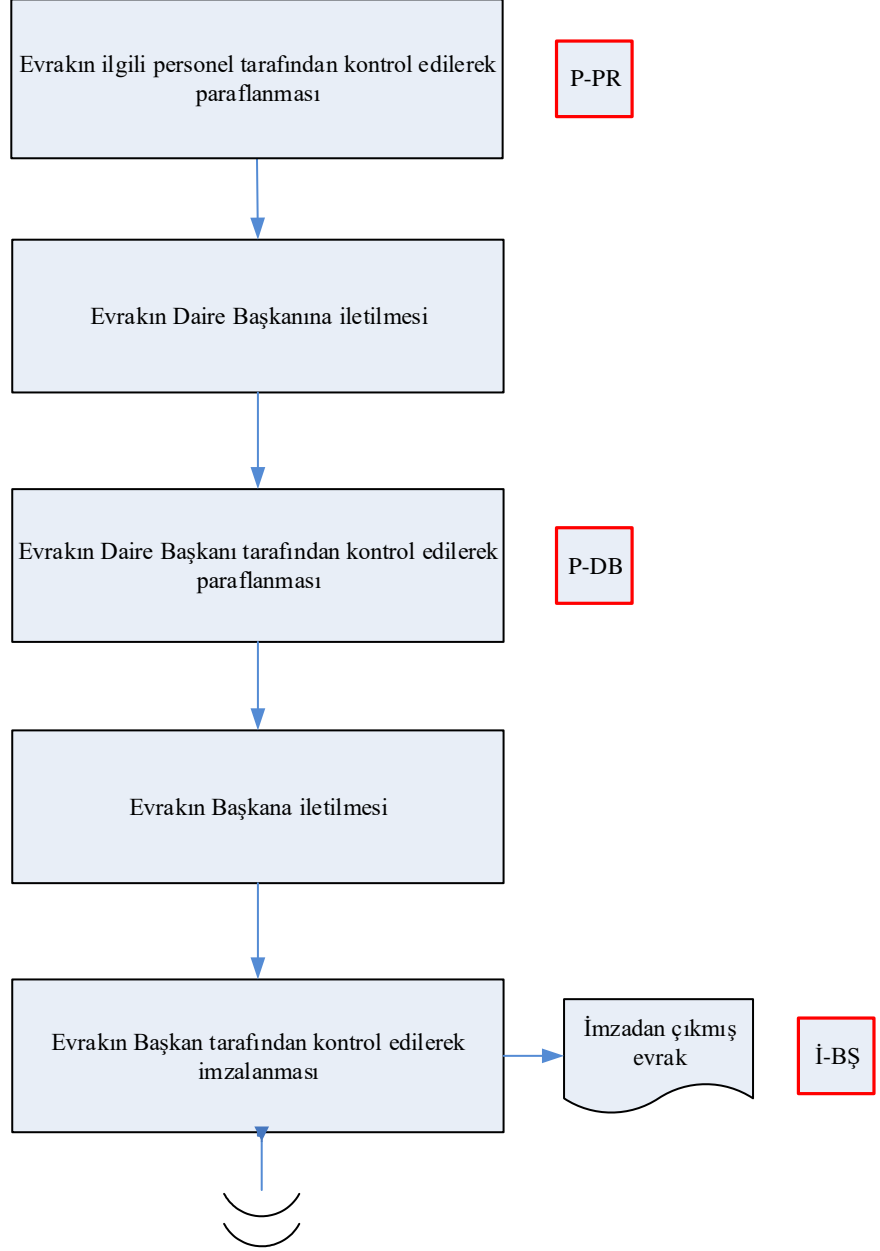 Evrakın ilgili personel tarafından kontrol edilerek
paraflanması
P-PR
Evrakın Daire Başkanına iletilmesi
Evrakın Daire Başkanı tarafından kontrol edilerek
paraflanması
P-DB
Evrakın Başkana iletilmesi
Evrakın Başkan tarafından kontrol edilerek
imzalanması
İmzadan çıkmış
evrak
İ-BŞ